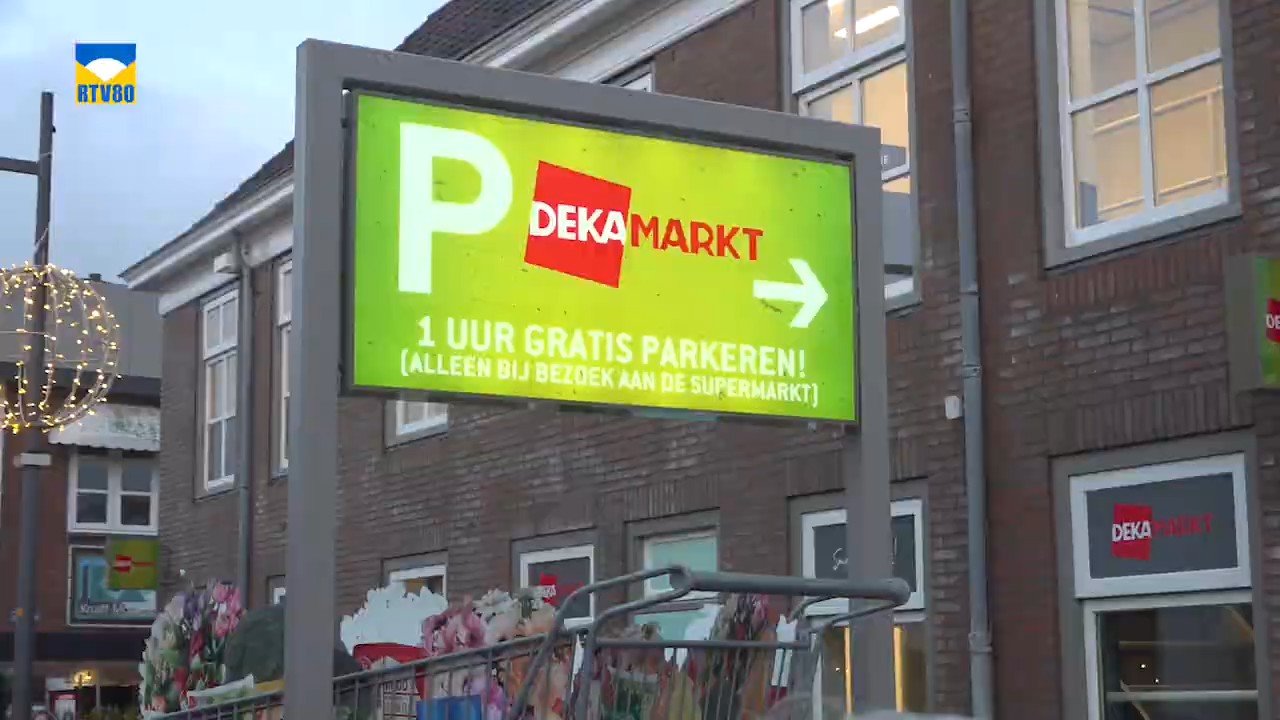 RTV80
P DEKAMARKT
1 UUR GRATIS PARKEREN!
(ALLEEN BIJ BEZOEK AAN DE SUPERMARKT)
DEKAMARKT